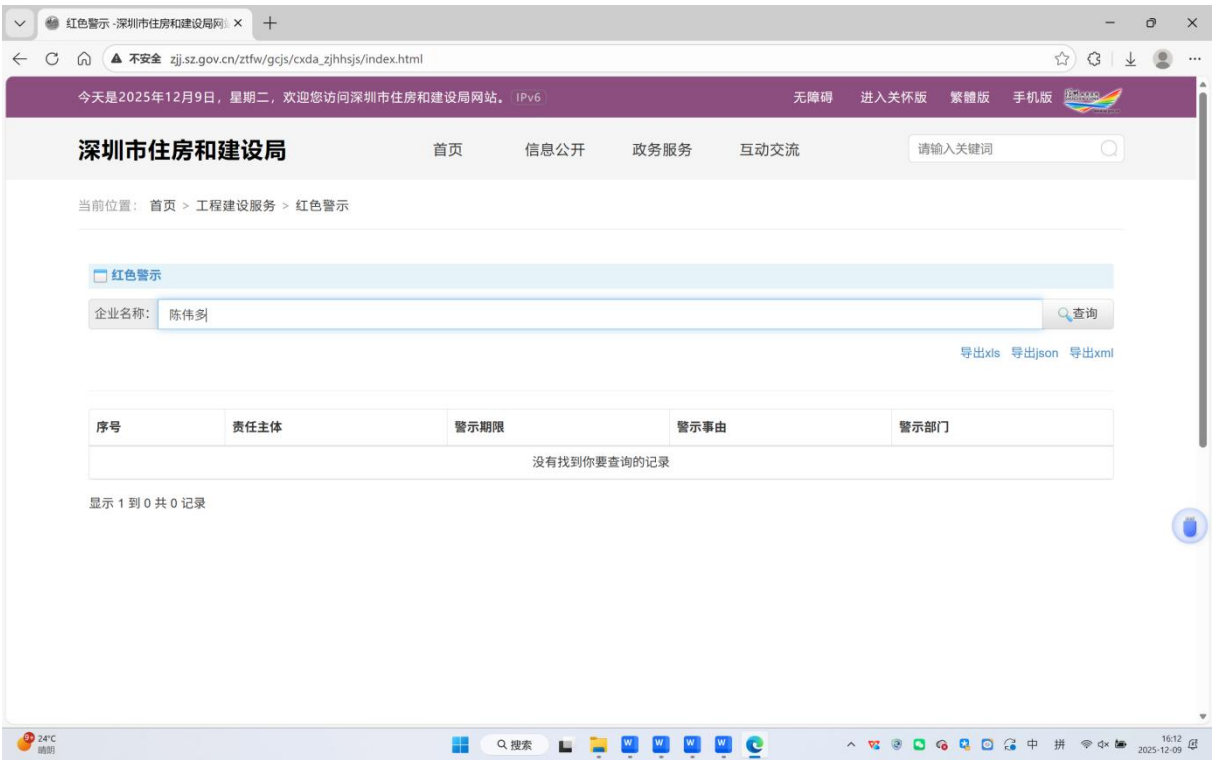 红色警示 -深圳市住房和建设局网站
不安全 zjj.sz.gov.cn/ztfw/gcjs/cxda_zjhhsjs/index.html
今天是2025年12月9日，星期二，欢迎您访问深圳市住房和建设局网站。 IPv6 无障碍 进入关怀版 繁體版 手机版
深圳市住房和建设局 首页 信息公开 政务服务 互动交流 请输入关键词
当前位置： 首页 > 工程建设服务 > 红色警示
红色警示
企业名称： 陈伟多 查询
导出xls 导出json 导出xml
序号 责任主体 警示期限 警示事由 警示部门
没有找到你要查询的记录
显示 1 到 0 共 0 记录
9+ 24°C 搜索 中 拼 16:12
晴朗 2025-12-09